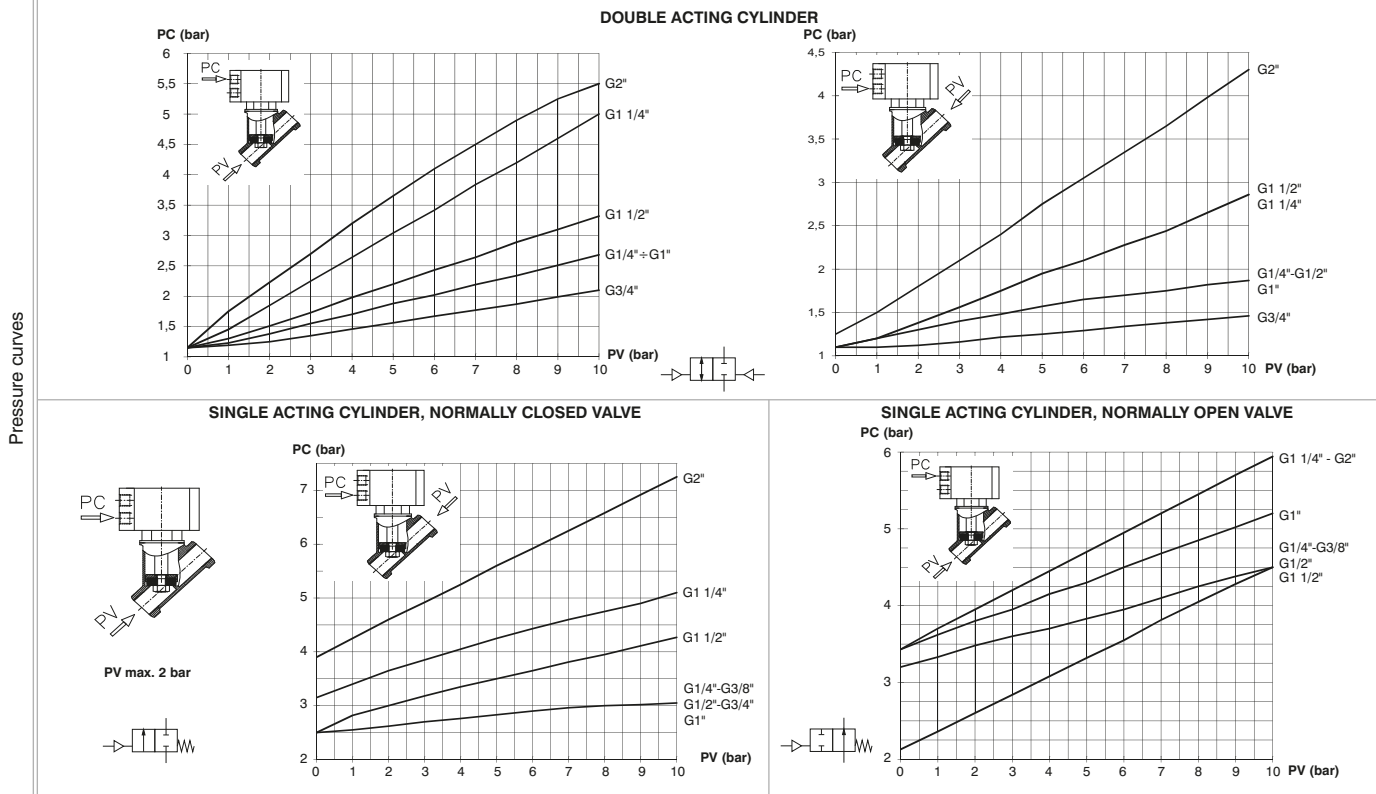 Pressure curves
DOUBLE ACTING CYLINDER
PC (bar)
6
5,5
5
4,5
4
3,5
3
2,5
2
1,5
1
0 1 2 3 4 5 6 7 8 9 10
PV (bar)
PC
PV
G2"
G1 1/4"
G1 1/2"
G1/4"÷G1"
G3/4"
PC (bar)
4,5
4
3,5
3
2,5
2
1,5
1
0 1 2 3 4 5 6 7 8 9 10
PV (bar)
PC
PV
G2"
G1 1/2"
G1 1/4"
G1/4"-G1/2"
G1"
G3/4"
SINGLE ACTING CYLINDER, NORMALLY CLOSED VALVE
PC
PV
PV max. 2 bar
PC (bar)
7
6
5
4
3
2
0 1 2 3 4 5 6 7 8 9 10
PV (bar)
PC
PV
G2"
G1 1/4"
G1 1/2"
G1/4"-G3/8"
G1/2"-G3/4"
G1"
SINGLE ACTING CYLINDER, NORMALLY OPEN VALVE
PC (bar)
6
5
4
3
2
0 1 2 3 4 5 6 7 8 9 10 PV (bar)
PC
PV
G1 1/4" - G2"
G1"
G1/4"-G3/8"
G1/2"
G1 1/2"